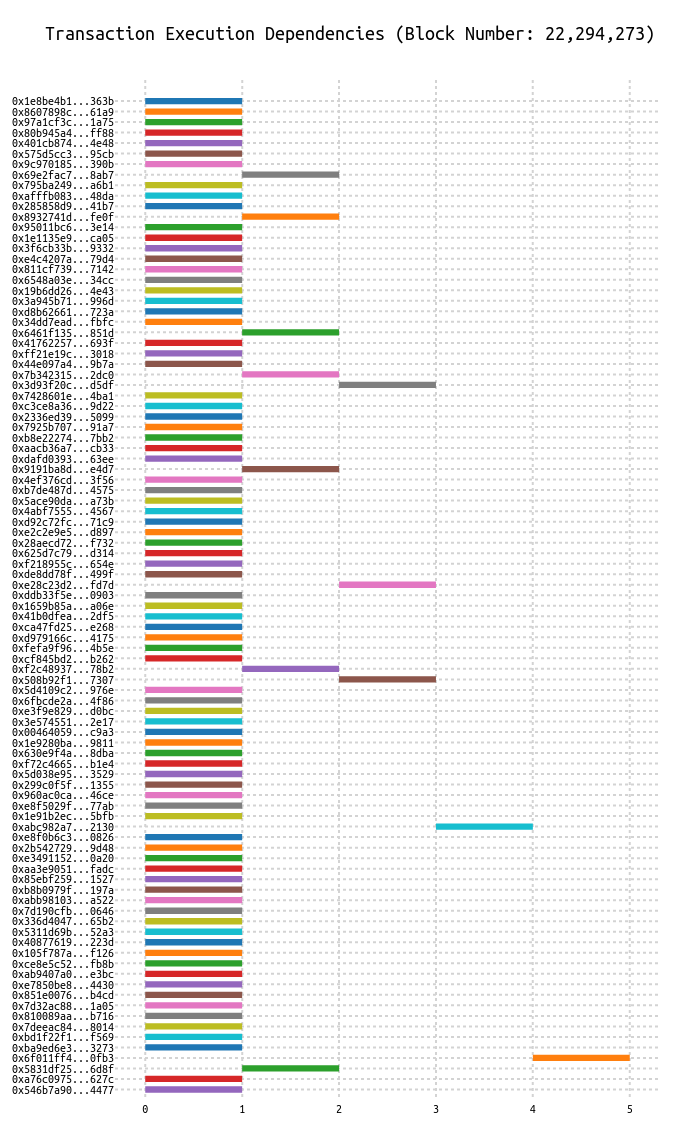 Transaction Execution Dependencies (Block Number: 22,294,273)
0x1e8be4b1...363b
0x8607898c...61a9
0x97a1cf3c...1a75
0x80b945a4...ff88
0x401cb874...4e48
0x575d5cc3...95cb
0x9c970185...390b
0x69e2fac7...8ab7
0x795ba249...a6b1
0xafffb083...48da
0x285858d9...41b7
0x8932741d...fe0f
0x95011bc6...3e14
0x1e1135e9...ca05
0x3f6cb33b...9332
0xe4c4207a...79d4
0x811cf739...7142
0x6548a03e...34cc
0x19b6dd26...4e43
0x3a945b71...996d
0xd8b62661...723a
0x34dd7ead...fbfc
0x6461f135...851d
0x41762257...693f
0xff21e19c...3018
0x44e097a4...9b7a
0x7b342315...2dc0
0x3d93f20c...d5df
0x7428601e...4ba1
0xc3ce8a36...9d22
0x2336ed39...5099
0x7925b707...91a7
0xb8e22274...7bb2
0xaacb36a7...cb33
0xdafd0393...63ee
0x9191ba8d...e4d7
0x4ef376cd...3f56
0xb7de487d...4575
0x5ace90da...a73b
0x4abf7555...4567
0xd92c72fc...71c9
0xe2c2e9e5...d897
0x28aecd72...f732
0x625d7c79...d314
0xf218955c...654e
0xde8dd78f...499f
0xe28c23d2...fd7d
0xddb33f5e...0903
0x1659b85a...a06e
0x41b0dfea...2df5
0xca47fd25...e268
0xd979166c...4175
0xfefa9f96...4b5e
0xcf845bd2...b262
0xf2c48937...78b2
0x508b92f1...7307
0x5d4109c2...976e
0x6fbcde2a...4f86
0xe3f9e829...d0bc
0x3e574551...2e17
0x00464059...c9a3
0x1e9280ba...9811
0x630e9f4a...8dba
0xf72c4665...b1e4
0x5d038e95...3529
0x299c0f5f...1355
0x960ac0ca...46ce
0xe8f5029f...77ab
0x1e91b2ec...5bfb
0xabc982a7...2130
0xe8f0b6c3...0826
0x2b542729...9d48
0xe3491152...0a20
0xaa3e9051...fadc
0x85ebf259...1527
0xb8b0979f...197a
0xabb98103...a522
0x7d190cfb...0646
0x336d4047...65b2
0x5311d69b...52a3
0x40877619...223d
0x105f787a...f126
0xce8e5c52...fb8b
0xab9407a0...e3bc
0xe7850be8...4430
0x851e0076...b4cd
0x7d32ac88...1a05
0x810089aa...b716
0x7deeac84...8014
0xbd1f22f1...f569
0xba9ed6e3...3273
0x6f011ff4...0fb3
0x5831df25...6d8f
0xa76c0975...627c
0x546b7a90...4477
0 1 2 3 4 5